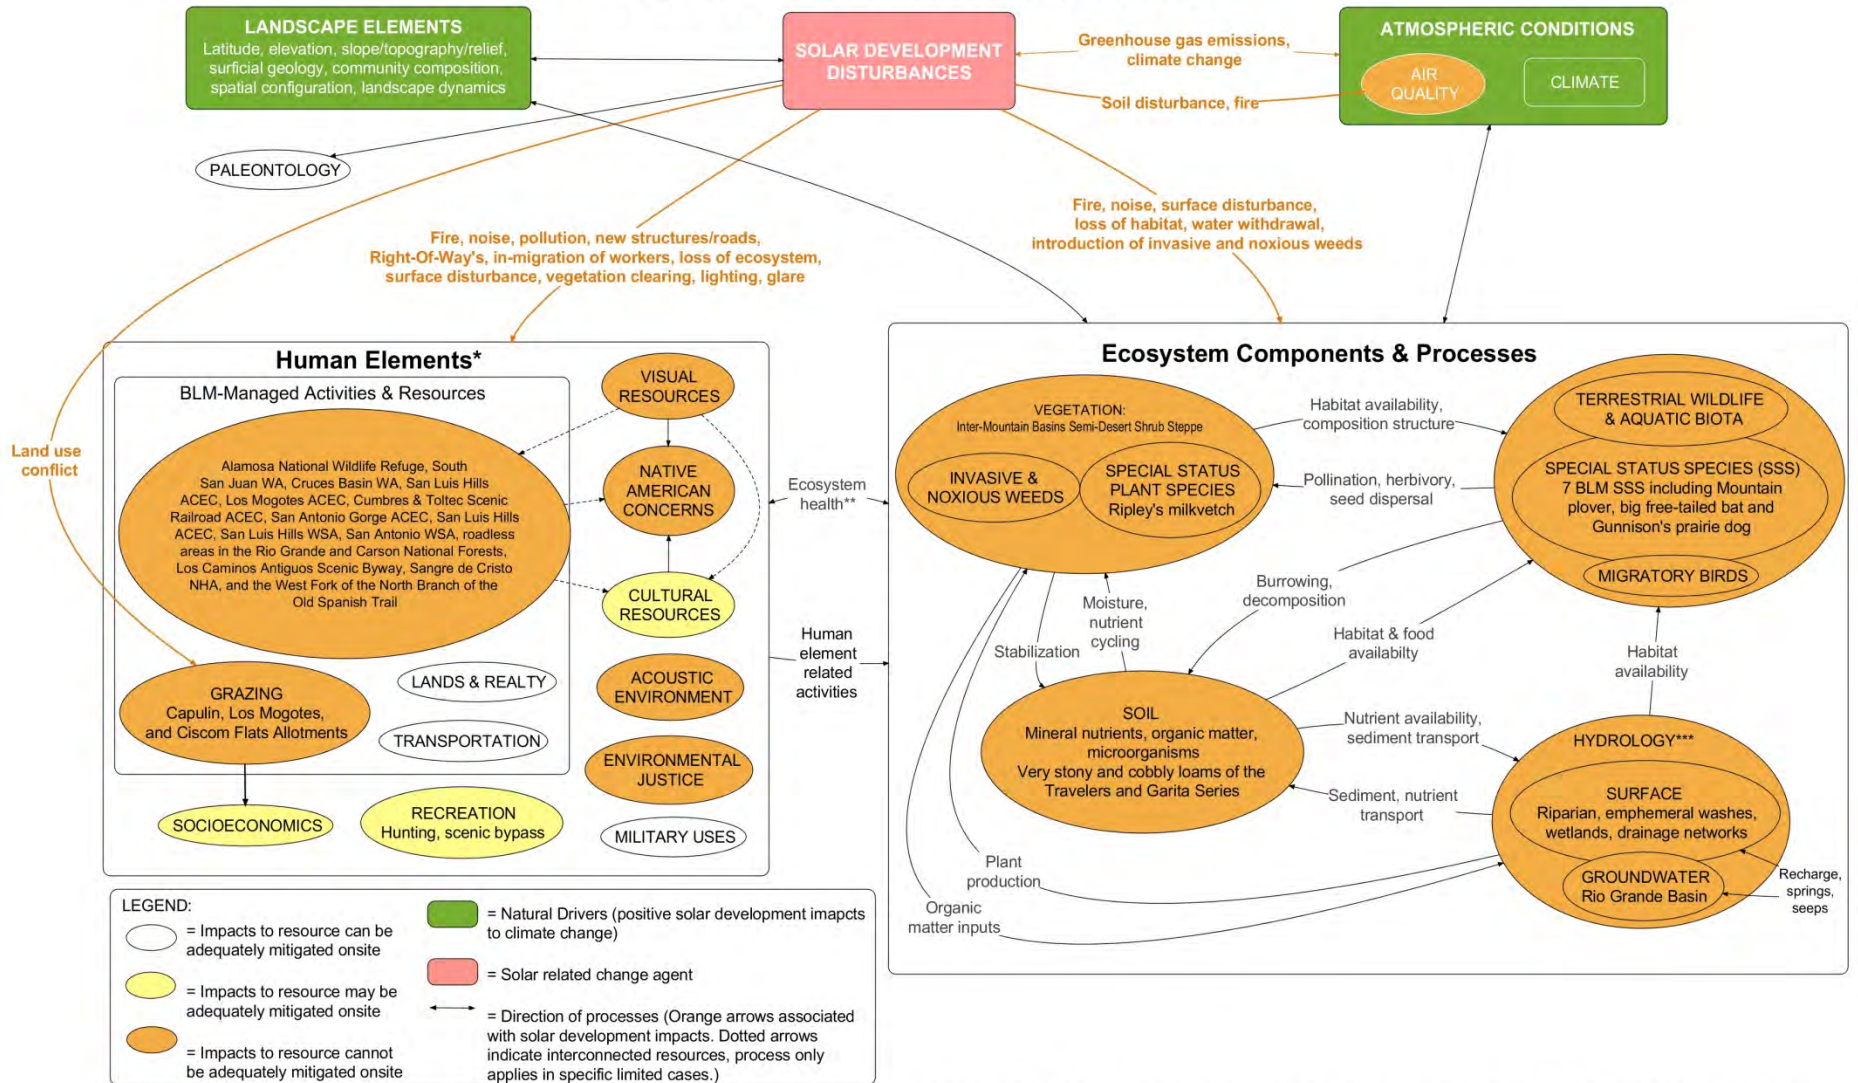 LANDSCAPE ELEMENTS
Latitude, elevation, slope/topography/relief,
surficial geology, community composition,
spatial configuration, landscape dynamics
SOLAR DEVELOPMENT
DISTURBANCES
Greenhouse gas emissions,
climate change
Soil disturbance, fire
ATMOSPHERIC CONDITIONS
AIR
QUALITY
CLIMATE
PALEONTOLOGY
Fire, noise, pollution, new structures/roads,
Right-Of-Way's, in-migration of workers, loss of ecosystem,
surface disturbance, vegetation clearing, lighting, glare
Fire, noise, surface disturbance,
loss of habitat, water withdrawal,
introduction of invasive and noxious weeds
Land use
conflict
Human Elements*
BLM-Managed Activities & Resources
Alamosa National Wildlife Refuge, South
San Juan WA, Cruces Basin WA, San Luis Hills
ACEC, Los Mogotes ACEC, Cumbres & Toltec Scenic
Railroad ACEC, San Antonio Gorge ACEC, San Luis Hills
ACEC, San Luis Hills WSA, San Antonio WSA, roadless
areas in the Rio Grande and Carson National Forests,
Los Caminos Antiguos Scenic Byway, Sangre de Cristo
NHA, and the West Fork of the North Branch of the
Old Spanish Trail
GRAZING
Capulin, Los Mogotes,
and Ciscom Flats Allotments
LANDS & REALTY
TRANSPORTATION
SOCIOECONOMICS
RECREATION
Hunting, scenic bypass
VISUAL
RESOURCES
NATIVE
AMERICAN
CONCERNS
CULTURAL
RESOURCES
ACOUSTIC
ENVIRONMENT
ENVIRONMENTAL
JUSTICE
MILITARY USES
Ecosystem
health**
Human
element
related
activities
Ecosystem Components & Processes
VEGETATION:
Inter-Mountain Basins Semi-Desert Shrub Steppe
INVASIVE &
NOXIOUS WEEDS
SPECIAL STATUS
PLANT SPECIES
Ripley's milkvetch
Habitat availability,
composition structure
Pollination, herbivory,
seed dispersal
TERRESTRIAL WILDLIFE
& AQUATIC BIOTA
SPECIAL STATUS SPECIES (SSS)
7 BLM SSS including Mountain
plover, big free-tailed bat and
Gunnison's prairie dog
MIGRATORY BIRDS
Burrowing,
decomposition
Moisture,
nutrient
cycling
Stabilization
Habitat & food
availabilty
Habitat
availability
SOIL
Mineral nutrients, organic matter,
microorganisms
Very stony and cobbly loams of the
Travelers and Garita Series
Nutrient availability,
sediment transport
Sediment, nutrient
transport
HYDROLOGY***
SURFACE
Riparian, emphemeral washes,
wetlands, drainage networks
GROUNDWATER
Rio Grande Basin
Recharge,
springs,
seeps
Plant
production
Organic
matter inputs
LEGEND:
= Impacts to resource can be
adequately mitigated onsite
= Impacts to resource may be
adequately mitigated onsite
= Impacts to resource cannot
be adequately mitigated onsite
= Natural Drivers (positive solar development imapcts
to climate change)
= Solar related change agent
= Direction of processes (Orange arrows associated
with solar development impacts. Dotted arrows
indicate interconnected resources, process only
applies in specific limited cases.)